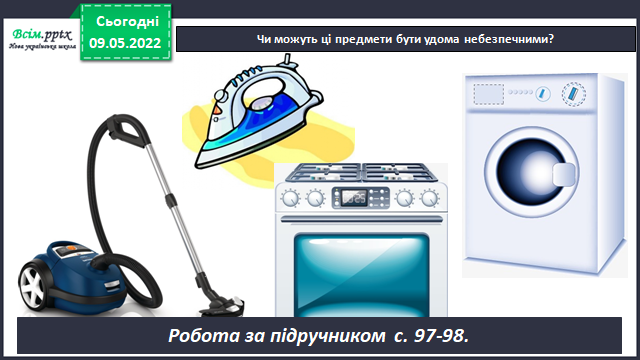 Всім.pptx
Нова українська школа
Сьогодні
09.05.2022
Чи можуть ці предмети бути удома небезпечними?
Робота за підручником с. 97-98.